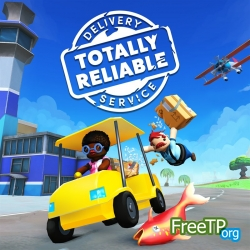 DELIVERY
TOTALLY
RELIABLE
SERVICE
FreeTP
.org